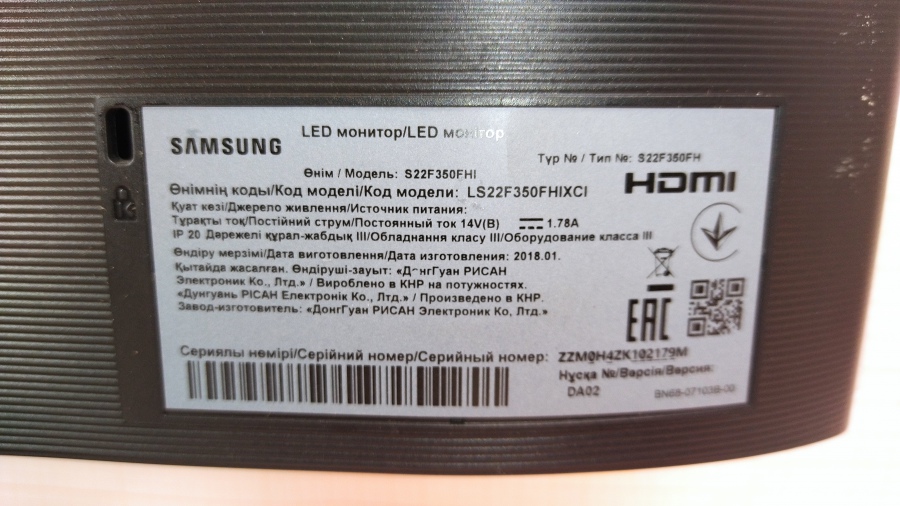 SAMSUNG
LED монитор/LED монітор
Түр № / Тип №: S22F350FH
Өнім / Модель: S22F350FHI
HDMI
Өнімнің коды/Код моделі/Код модели: LS22F350FHIXCI
Қуат көзі/Джерело живлення/Источник питания:
Тұрақты ток/Постійний струм/Постоянный ток 14V(В) 1.78A
IP 20 Дәрежелі құрал-жабдық III/Обладнання класу III/Оборудование класса III
Өндіру мерзімі/Дата виготовлення/Дата изготовления: 2018.01.
Қытайда жасалған. Өндіруші-зауыт: «ДонгГуан РИСАН
Электроник Ко., Лтд.» / Вироблено в КНР на потужностях.
«Дунгуань РІСАН Електронік Ко., Лтд.» / Произведено в КНР.
Завод-изготовитель: «ДонгГуан РИСАН Электроник Ко, Лтд.»
EAC
Сериялы нөмірі/Серійний номер/Серийный номер: ZZM0H4ZK102179M
Нұсқа №/Версія/Версия:
DA02
BN68-07103B-00